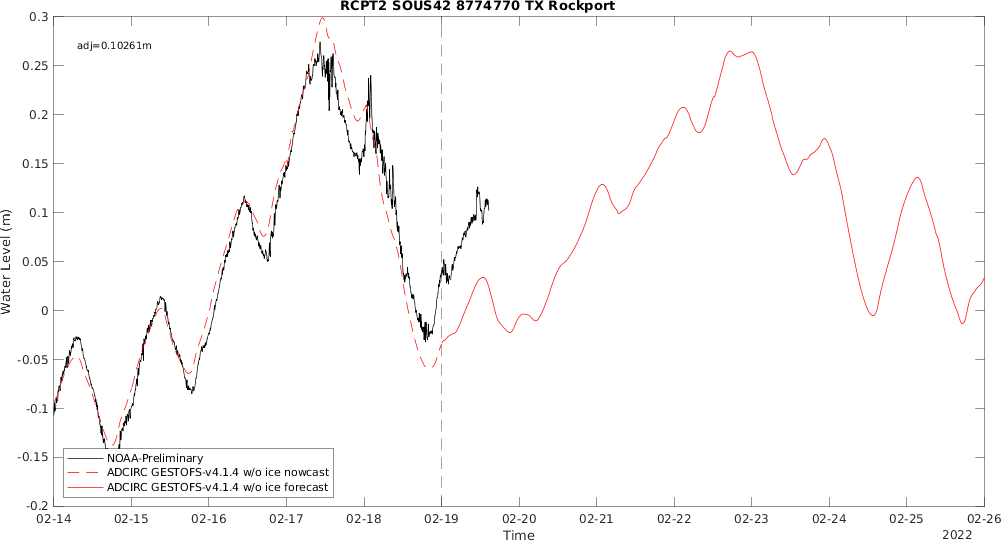 RCPT2 SOUS42 8774770 TX Rockport
adj=0.10261m
0.3
0.25
0.2
0.15
0.1
0.05
0
-0.05
-0.1
-0.15
-0.2
Water Level (m)
NOAA-Preliminary
ADCIRC GESTOFS-v4.1.4 w/o ice nowcast
ADCIRC GESTOFS-v4.1.4 w/o ice forecast
02-14 02-15 02-16 02-17 02-18 02-19 02-20 02-21 02-22 02-23 02-24 02-25 02-26
Time
2022